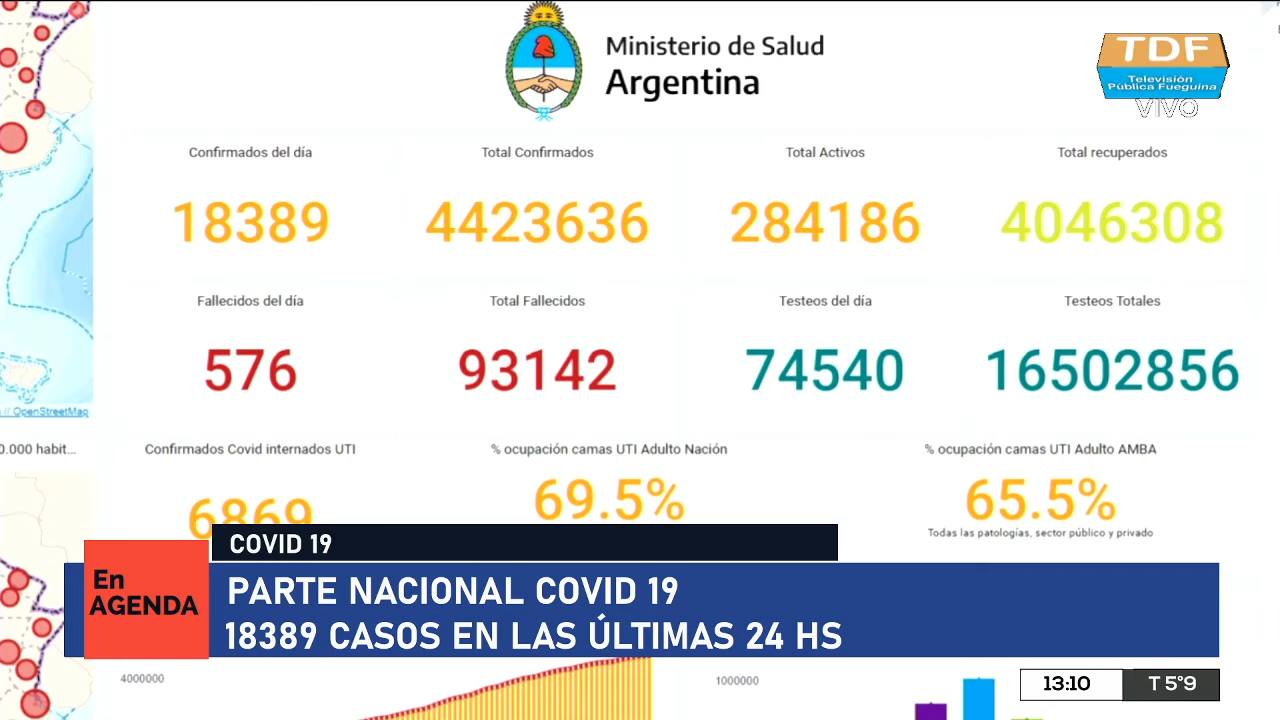 Ministerio de Salud
Argentina
TDF
Televisión
Pública Fueguina
VIVO
Confirmados del día
Total Confirmados
Total Activos
Total recuperados
18389
4423636
284186
4046308
Fallecidos del día
Total Fallecidos
Testeos del día
Testeos Totales
576
93142
74540
16502856
// OpenStreetMap
0.000 habit...
Confirmados Covid internados UTI
% ocupación camas UTI Adulto Nación
% ocupación camas UTI Adulto AMBA
6869
69.5%
65.5%
Todas las patologías, sector público y privado
COVID 19
En
AGENDA
PARTE NACIONAL COVID 19
18389 CASOS EN LAS ÚLTIMAS 24 HS
4000000
1000000
13:10
T 5°9